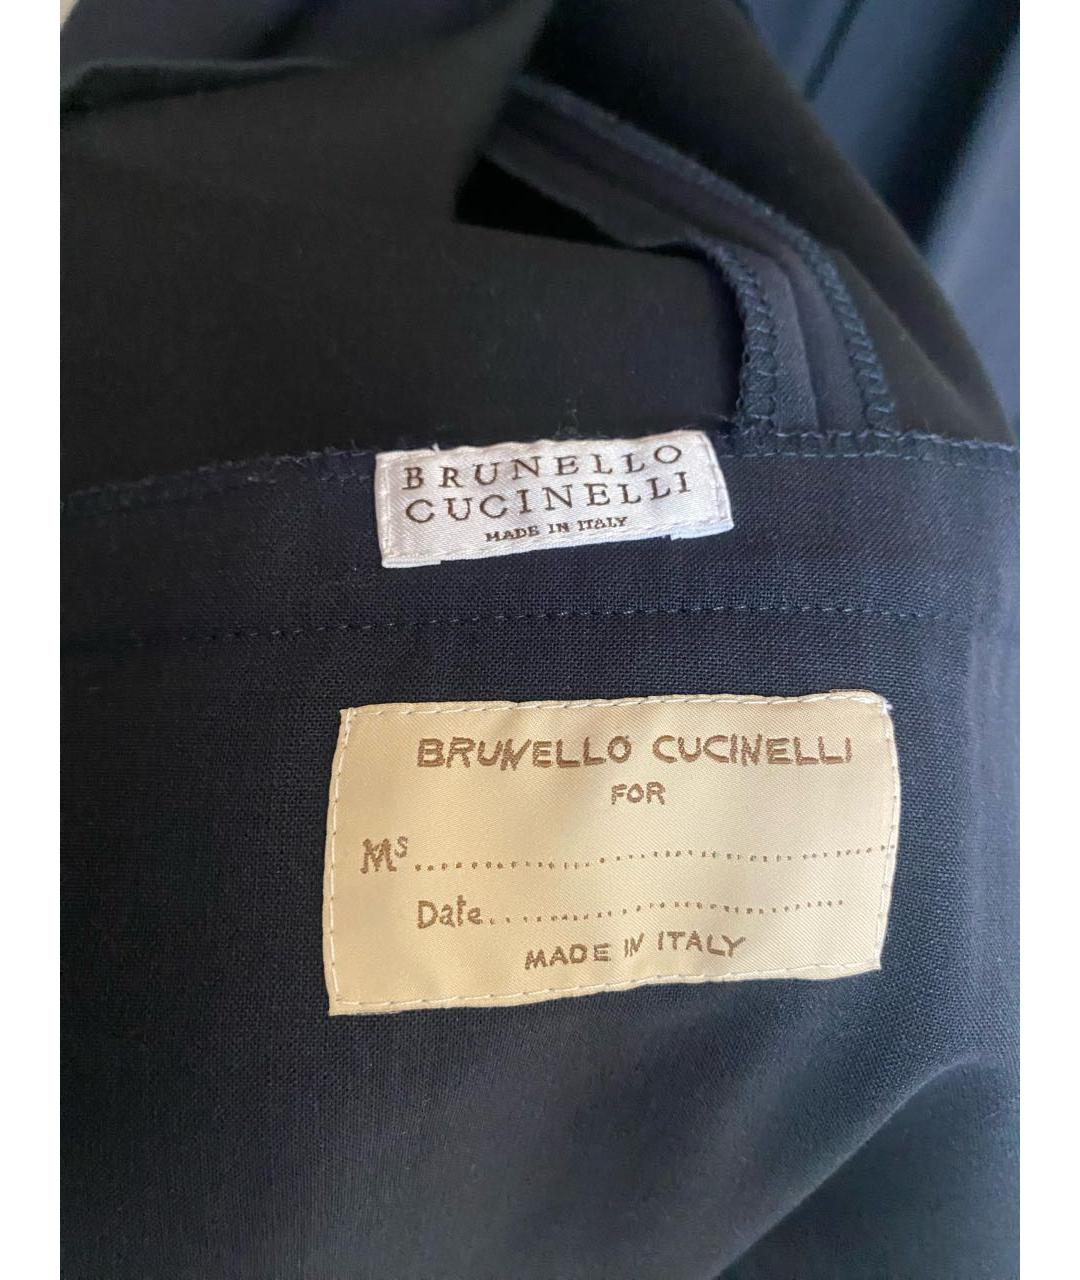 BRUNELLO
CUCINELLI
MADE IN ITALY
BRUNELLO CUCINELLI
FOR
Ms................................................
Date....................................
MADE IN ITALY